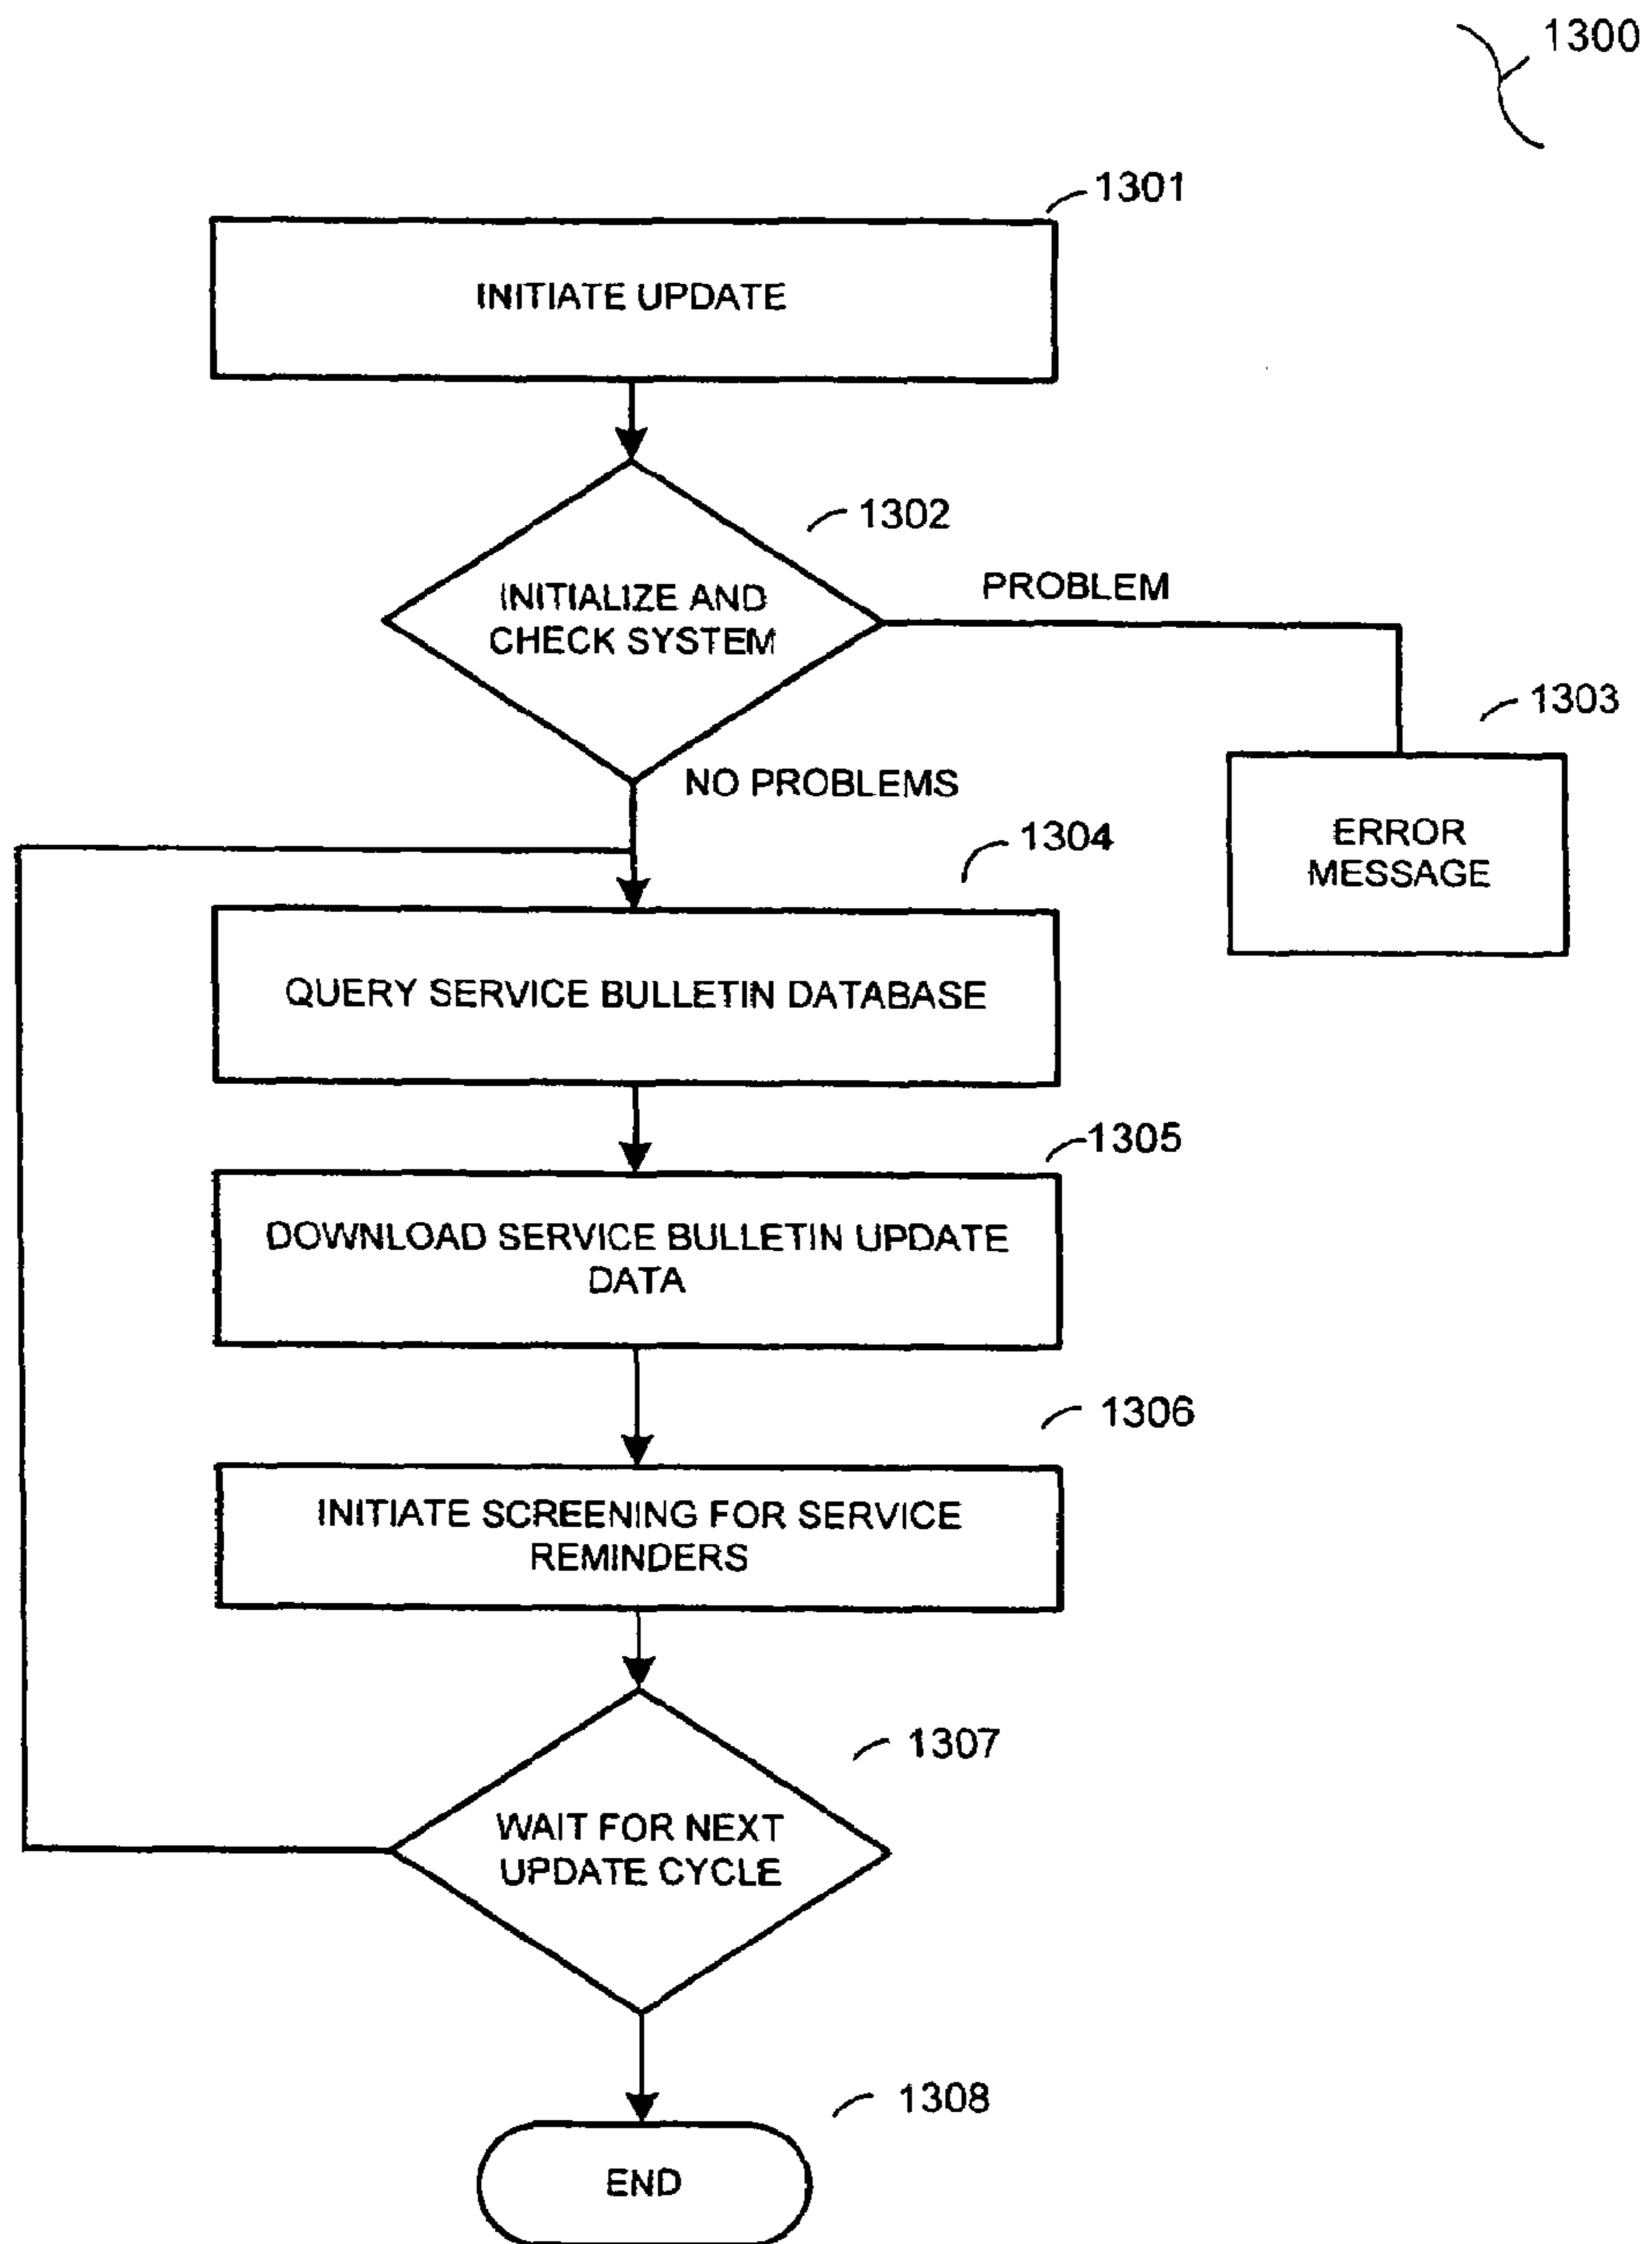 1300
1301
INITIATE UPDATE
1302
INITIALIZE AND
CHECK SYSTEM
PROBLEM
1303
ERROR
MESSAGE
NO PROBLEMS
1304
QUERY SERVICE BULLETIN DATABASE
1305
DOWNLOAD SERVICE BULLETIN UPDATE
DATA
1306
INITIATE SCREENING FOR SERVICE
REMINDERS
1307
WAIT FOR NEXT
UPDATE CYCLE
1308
END